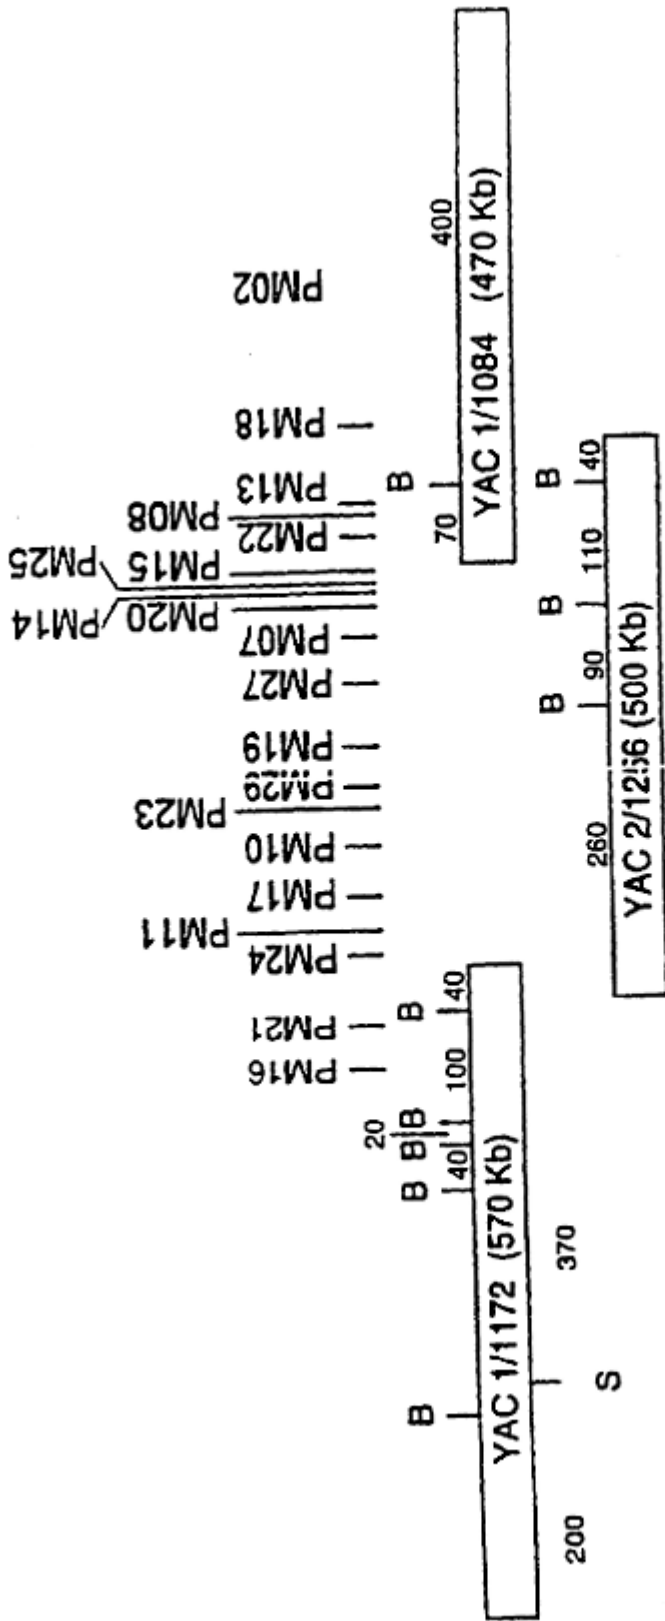 PM14 PM25
PM11 PM23 PM20 PM15 PM08
PM16 PM21 PM24 PM17 PM10 PM19 PM27 PM07 PM22 PM13 PM18 PM02
20
B B B B B B
40 100 40 70 400
YAC 1/1172 (570 Kb)
YAC 1/1084 (470 Kb)
200 370
S
B B B
260 90 110 40
YAC 2/1256 (500 Kb)